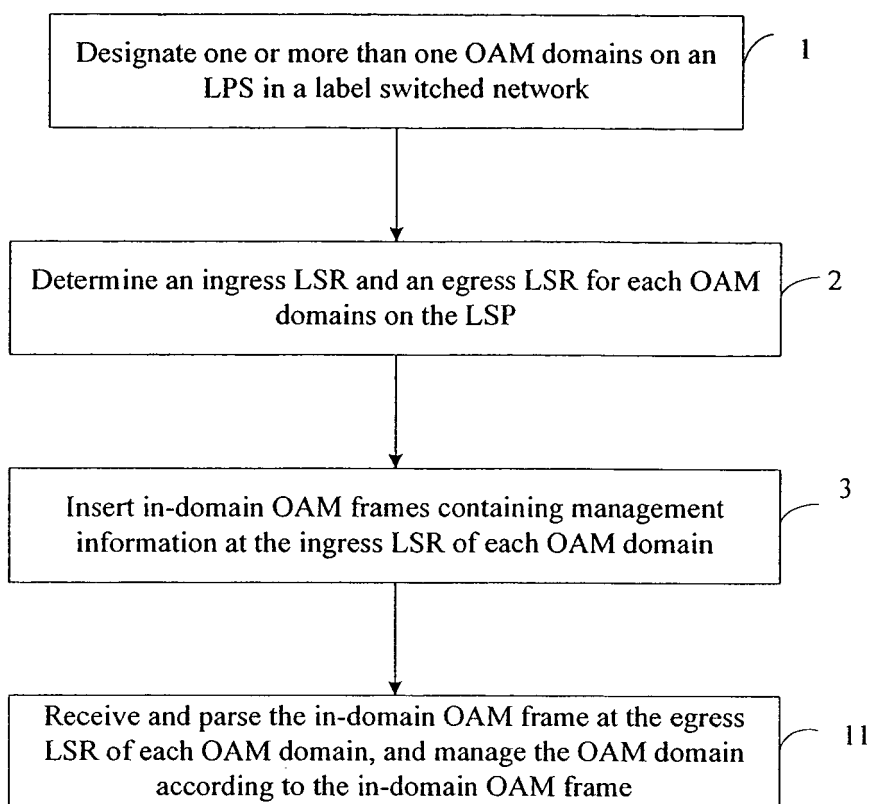 Designate one or more than one OAM domains on an
LPS in a label switched network
1
Determine an ingress LSR and an egress LSR for each OAM
domains on the LSP
2
Insert in-domain OAM frames containing management
information at the ingress LSR of each OAM domain
3
Receive and parse the in-domain OAM frame at the egress
LSR of each OAM domain, and manage the OAM domain
according to the in-domain OAM frame
11